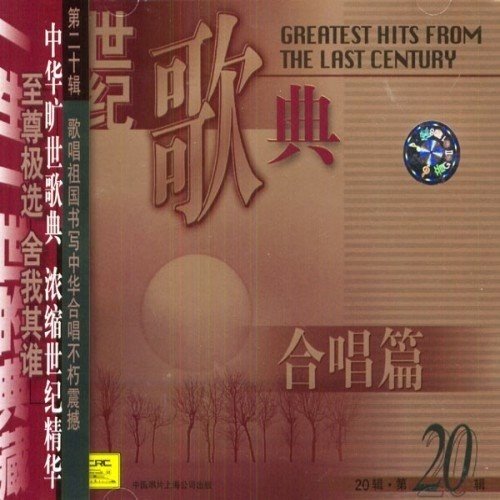 GREATEST HITS FROM
THE LAST CENTURY
世纪
歌典
合唱篇
20辑·第20辑
第二十辑 歌唱祖国书写中华合唱不朽震撼
中华旷世歌典 浓缩世纪精华
至尊极选 舍我其谁
典藏
CRC
中国唱片上海公司出版